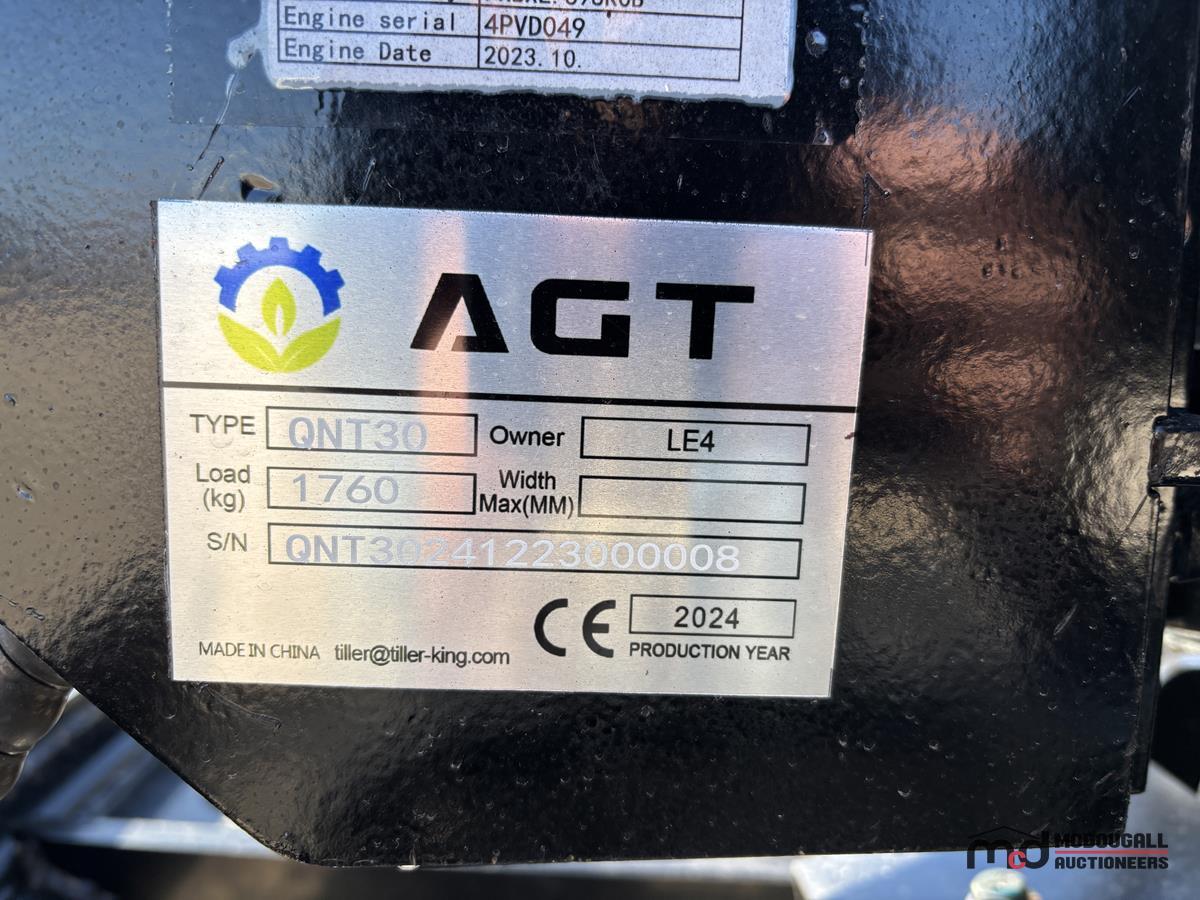 Engine serial 4PVD049
Engine Date 2023.10.
AGT
TYPE QNT30 Owner LE4
Load (kg) 1760 Width Max(MM)
S/N QNT30241223000008
CE 2024
MADE IN CHINA tiller@tiller-king.com PRODUCTION YEAR
mcd MCDOUGALL AUCTIONEERS